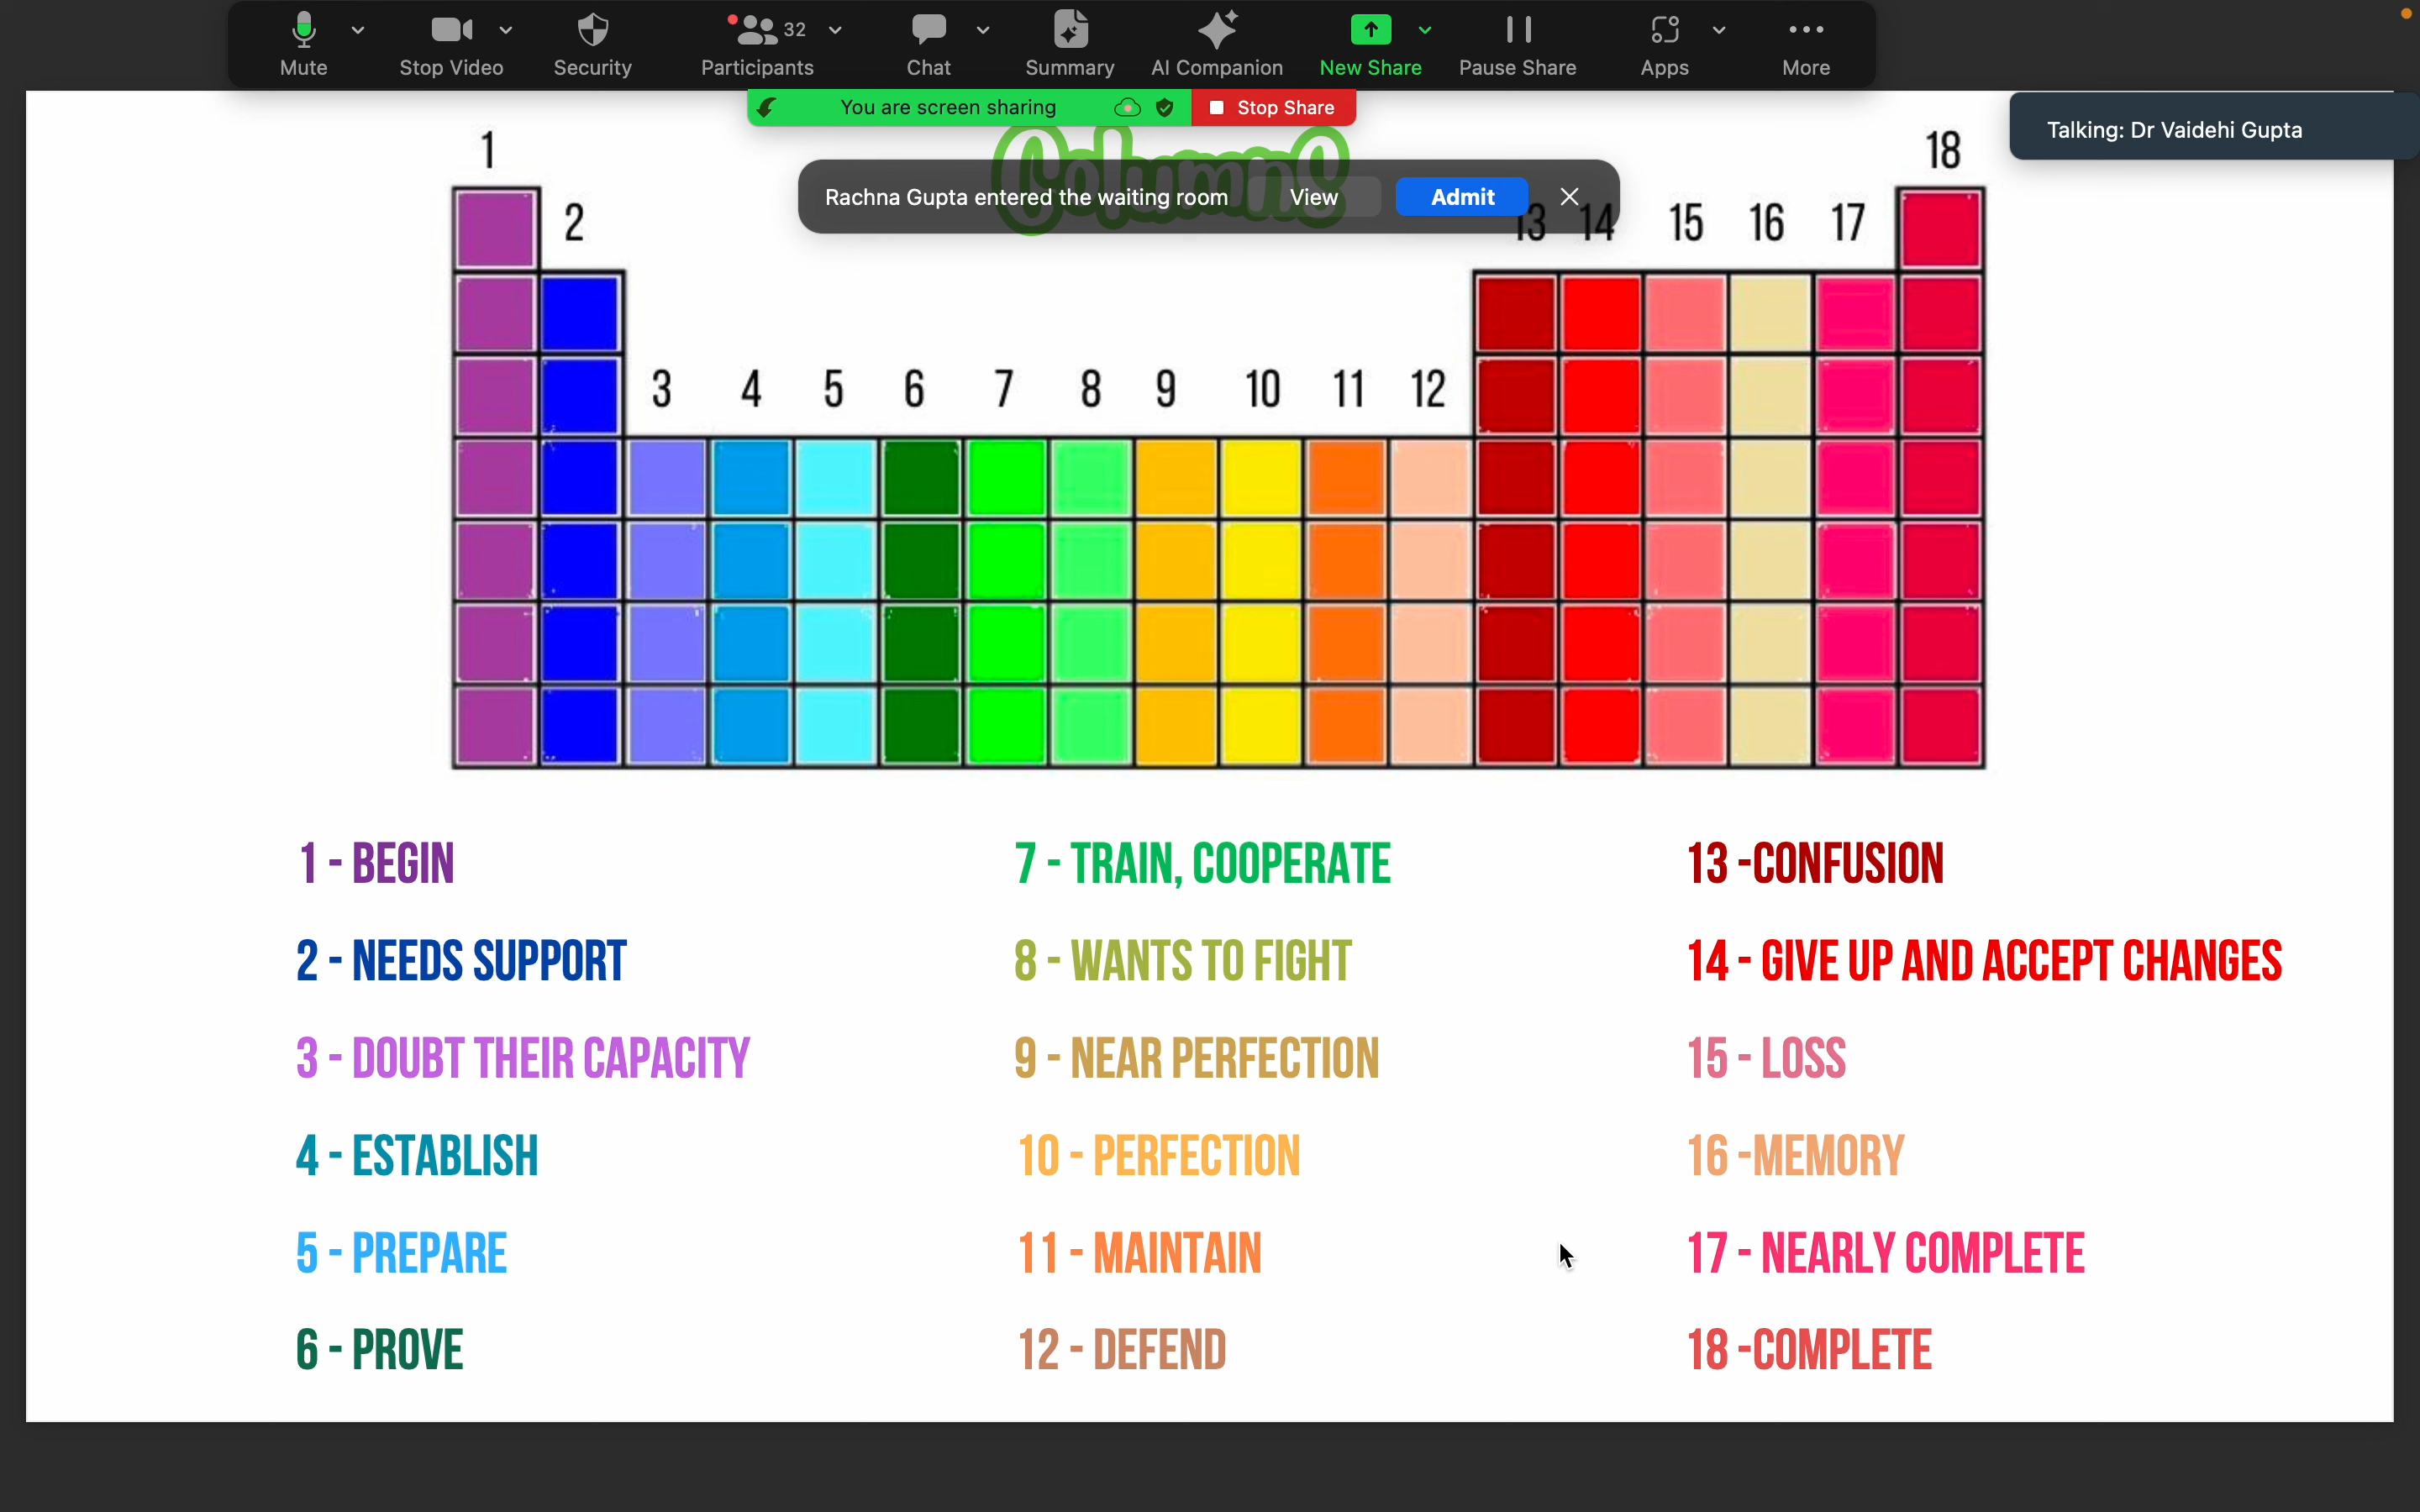 Mute
Stop Video
Security
32
Participants
Chat
Summary
AI Companion
New Share
Pause Share
Apps
More
You are screen sharing
Stop Share
Talking: Dr Vaidehi Gupta
Columns
Rachna Gupta entered the waiting room View Admit
1 18
2 13 14 15 16 17
3 4 5 6 7 8 9 10 11 12
1 - BEGIN
2 - NEEDS SUPPORT
3 - DOUBT THEIR CAPACITY
4 - ESTABLISH
5 - PREPARE
6 - PROVE
7 - TRAIN, COOPERATE
8 - WANTS TO FIGHT
9 - NEAR PERFECTION
10 - PERFECTION
11 - MAINTAIN
12 - DEFEND
13 -CONFUSION
14 - GIVE UP AND ACCEPT CHANGES
15 - LOSS
16 -MEMORY
17 - NEARLY COMPLETE
18 -COMPLETE